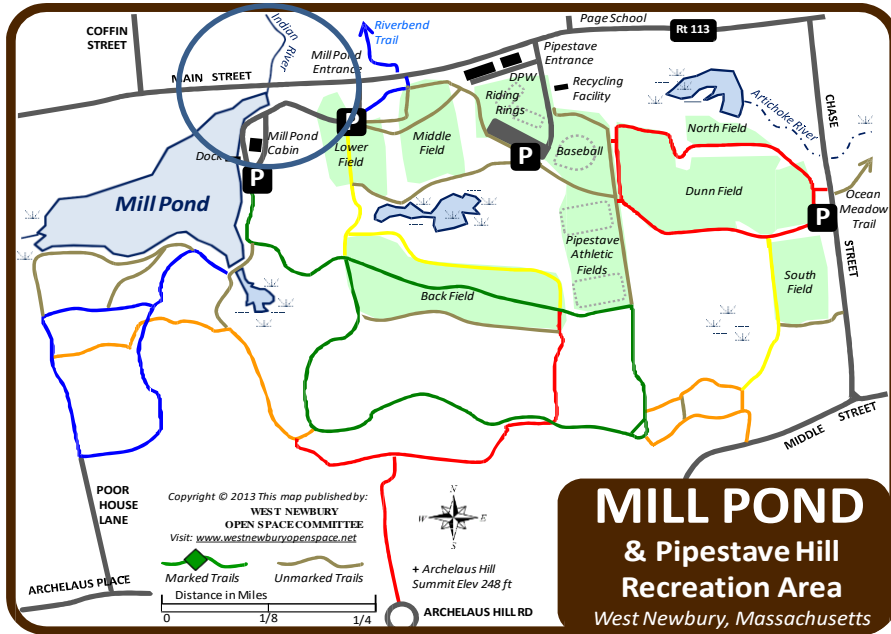 COFFIN
STREET
Indian
River
Riverbend
Trail
Page School
Rt 113
Mill Pond
Entrance
Pipestave
Entrance
MAIN STREET
DPW
Recycling
Facility
Riding
Rings
CHASE
STREET
Artichoke River
P
Mill Pond
Cabin
Dock
Lower
Field
Middle
Field
Baseball
North Field
P
P
Dunn Field
Ocean
Meadow
Trail
P
Mill Pond
Pipestave
Athletic
Fields
South
Field
Back Field
MIDDLE STREET
POOR
HOUSE
LANE
Copyright © 2013 This map published by:
WEST NEWBURY
OPEN SPACE COMMITTEE
Visit: www.westnewburyopenspace.net
Marked Trails
Unmarked Trails
Distance in Miles
0 1/8 1/4
N
W E
S
+ Archelaus Hill
Summit Elev 248 ft
ARCHELAUS PLACE
ARCHELAUS HILL RD
MILL POND
& Pipestave Hill
Recreation Area
West Newbury, Massachusetts